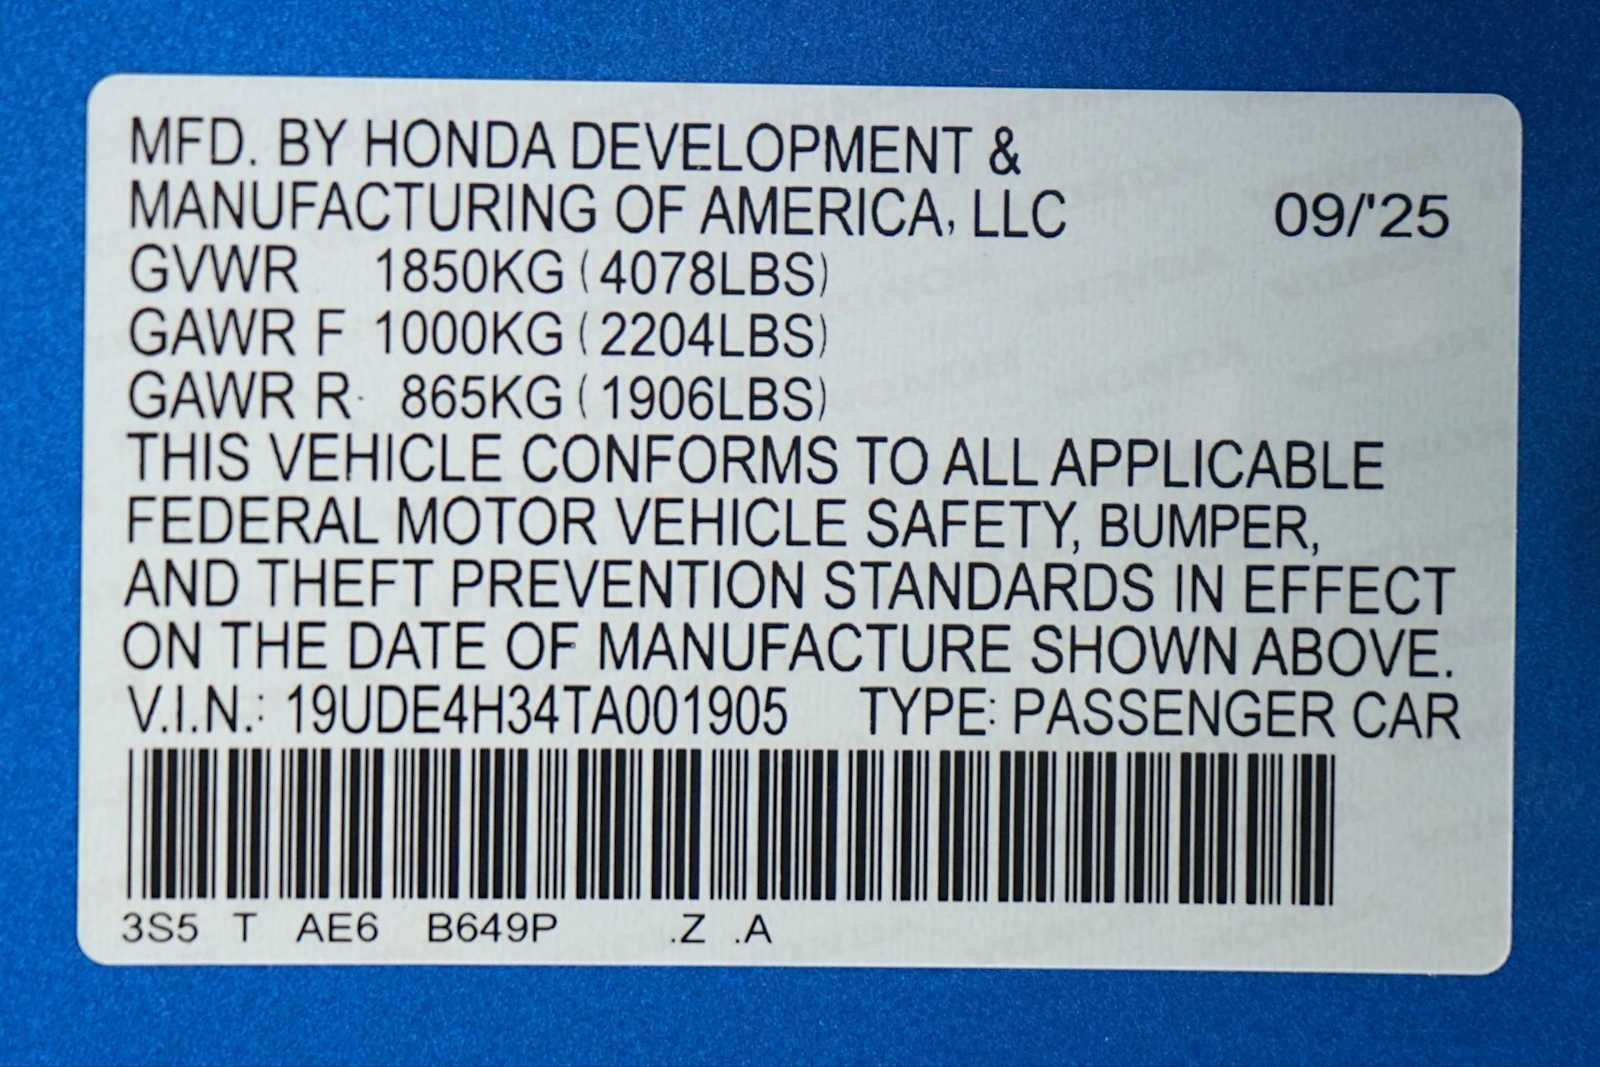 MFD. BY HONDA DEVELOPMENT &
MANUFACTURING OF AMERICA, LLC 09/'25
GVWR 1850KG (4078LBS)
GAWR F 1000KG (2204LBS)
GAWR R 865KG (1906LBS)
THIS VEHICLE CONFORMS TO ALL APPLICABLE
FEDERAL MOTOR VEHICLE SAFETY, BUMPER,
AND THEFT PREVENTION STANDARDS IN EFFECT
ON THE DATE OF MANUFACTURE SHOWN ABOVE.
V.I.N.: 19UDE4H34TA001905 TYPE: PASSENGER CAR
3S5 T AE6 B649P .Z .A